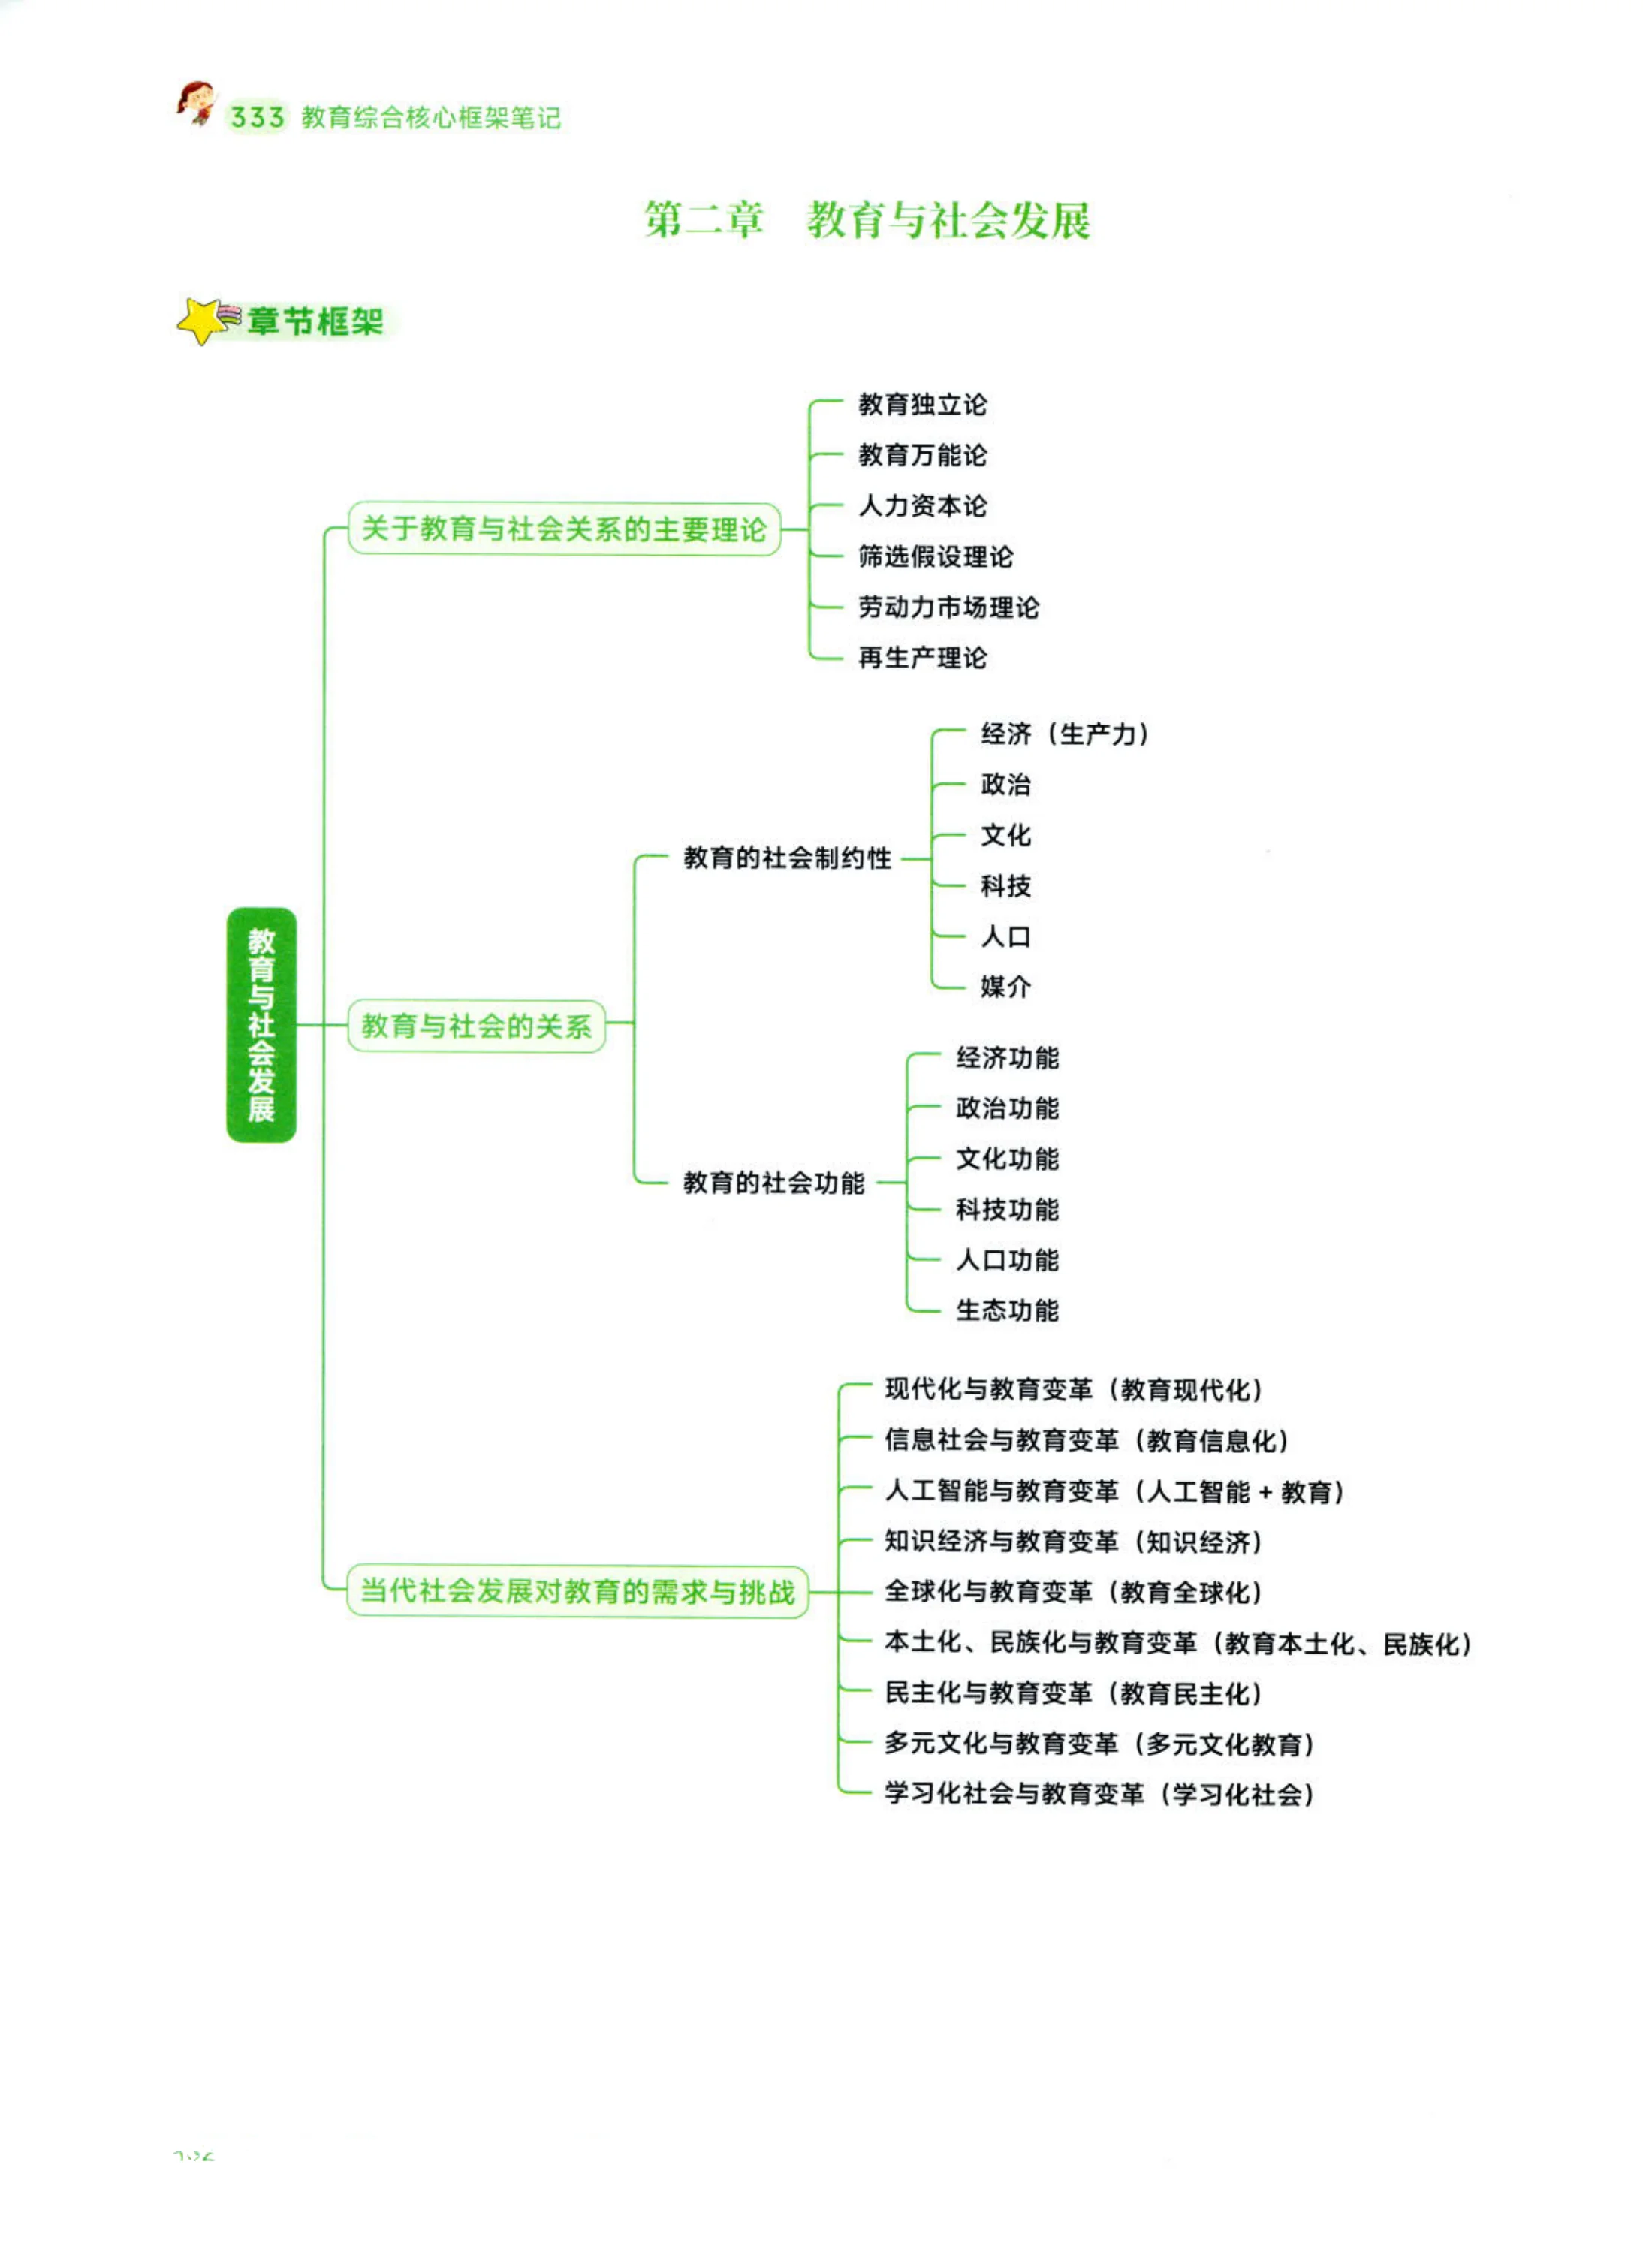 333 教育综合核心框架笔记
第二章 教育与社会发展
章节框架
教育与社会发展
关于教育与社会关系的主要理论
教育独立论
教育万能论
人力资本论
筛选假设理论
劳动力市场理论
再生产理论
教育与社会的关系
教育的社会制约性
经济（生产力）
政治
文化
科技
人口
媒介
教育的社会功能
经济功能
政治功能
文化功能
科技功能
人口功能
生态功能
当代社会发展对教育的需求与挑战
现代化与教育变革（教育现代化）
信息社会与教育变革（教育信息化）
人工智能与教育变革（人工智能 + 教育）
知识经济与教育变革（知识经济）
全球化与教育变革（教育全球化）
本土化、民族化与教育变革（教育本土化、民族化）
民主化与教育变革（教育民主化）
多元文化与教育变革（多元文化教育）
学习化社会与教育变革（学习化社会）